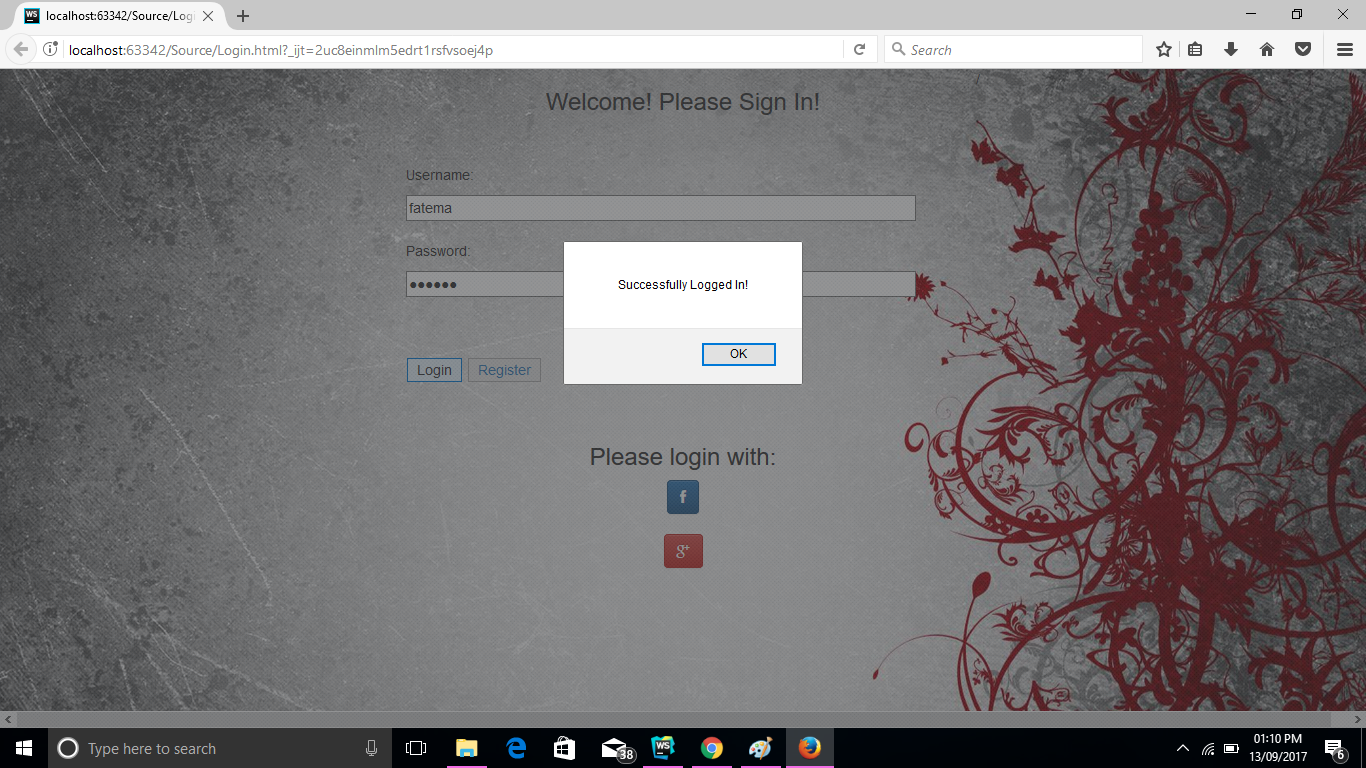 WS localhost:63342/Source/Logi
localhost:63342/Source/Login.html?_ijt=2uc8einmlm5edrt1rsfvsoej4p
Search
Welcome! Please Sign In!
Username:
fatema
Password:
Successfully Logged In!
OK
Login Register
Please login with:
f
g+
Type here to search
38
WS
01:10 PM
13/09/2017
6